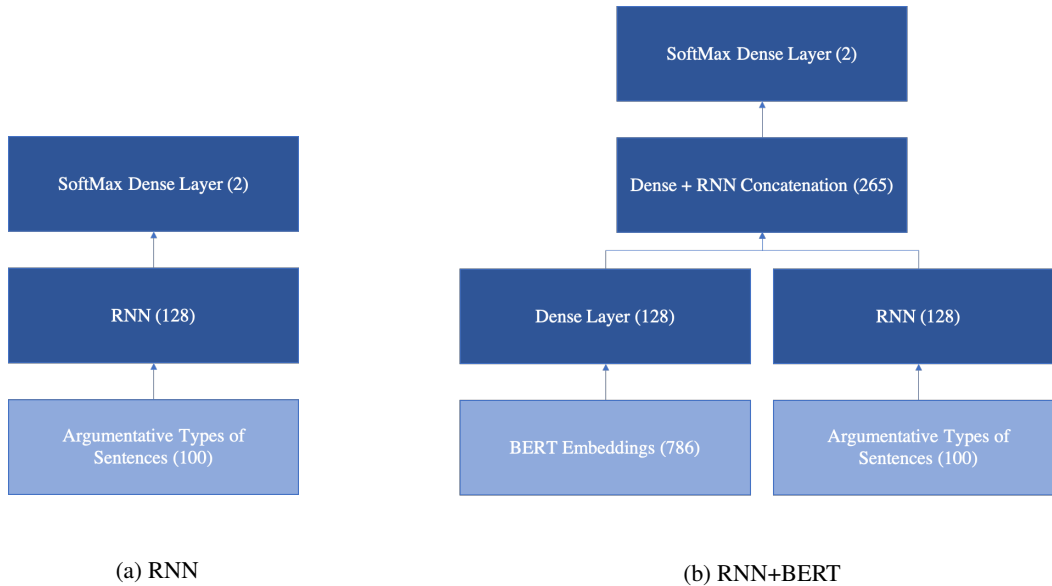 SoftMax Dense Layer (2)
RNN (128)
Argumentative Types of
Sentences (100)
(a) RNN
SoftMax Dense Layer (2)
Dense + RNN Concatenation (265)
Dense Layer (128)
RNN (128)
BERT Embeddings (786)
Argumentative Types of
Sentences (100)
(b) RNN+BERT